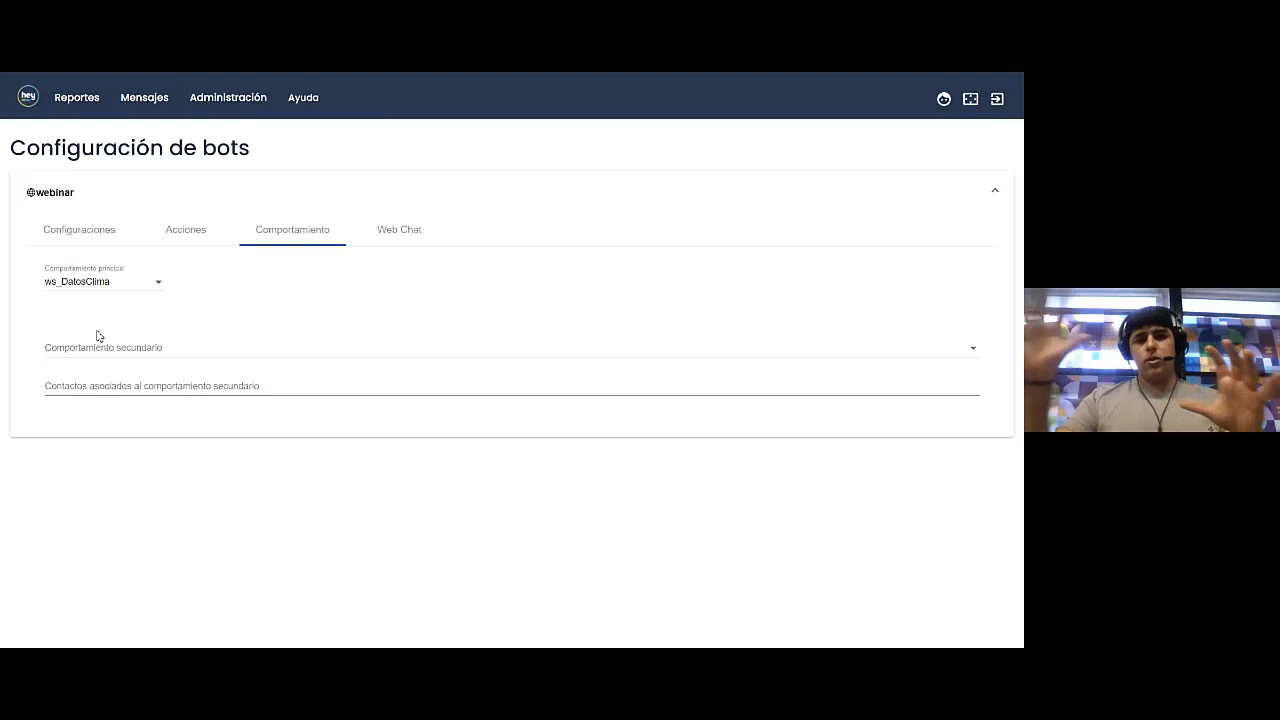 hey
Reportes
Mensajes
Administración
Ayuda
Configuración de bots
webinar
Configuraciones
Acciones
Comportamiento
Web Chat
Comportamiento principal
ws_DatosClima
Comportamiento secundario
Contactos asociados al comportamiento secundario